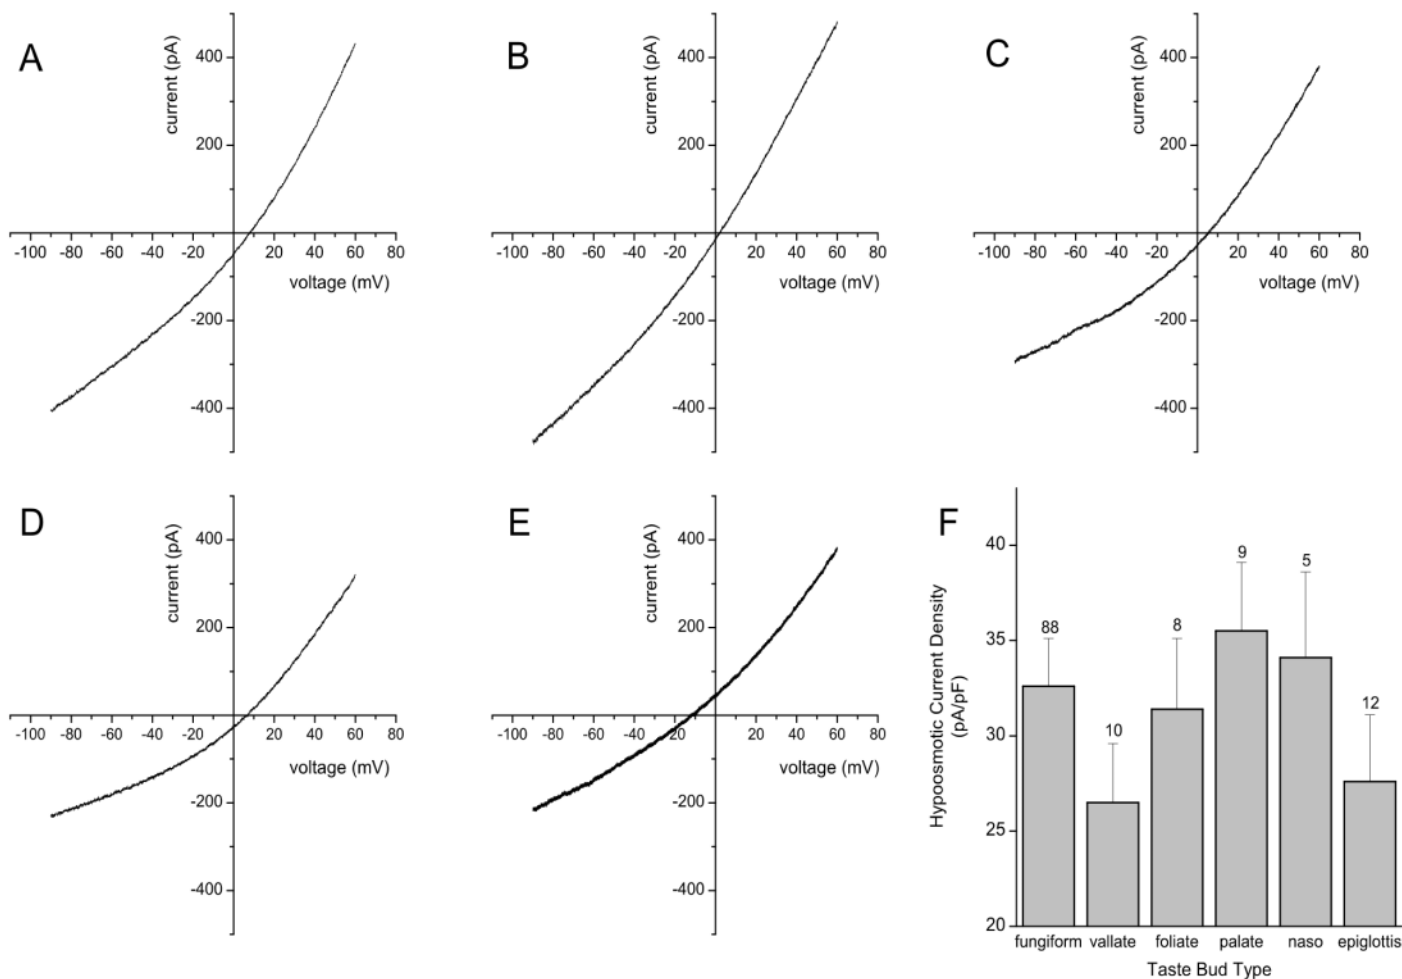 A
current (pA)
400
200
-100 -80 -60 -40 -20 0 20 40 60 80
voltage (mV)
-200
-400
B
current (pA)
400
200
-100 -80 -60 -40 -20 0 20 40 60 80
voltage (mV)
-200
-400
C
current (pA)
400
200
-100 -80 -60 -40 -20 0 20 40 60 80
voltage (mV)
-200
-400
D
current (pA)
400
200
-100 -80 -60 -40 -20 0 20 40 60 80
voltage (mV)
-200
-400
E
current (pA)
400
200
-100 -80 -60 -40 -20 0 20 40 60 80
voltage (mV)
-200
-400
F
Hypoosmotic Current Density
(pA/pF)
40
35
30
25
20
88
10
8
9
5
12
fungiform vallate foliate palate naso epiglottis
Taste Bud Type